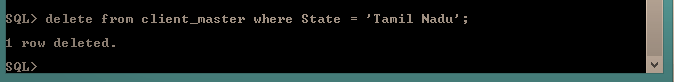 SQL> delete from client_master where State = 'Tamil Nadu';
1 row deleted.
SQL>